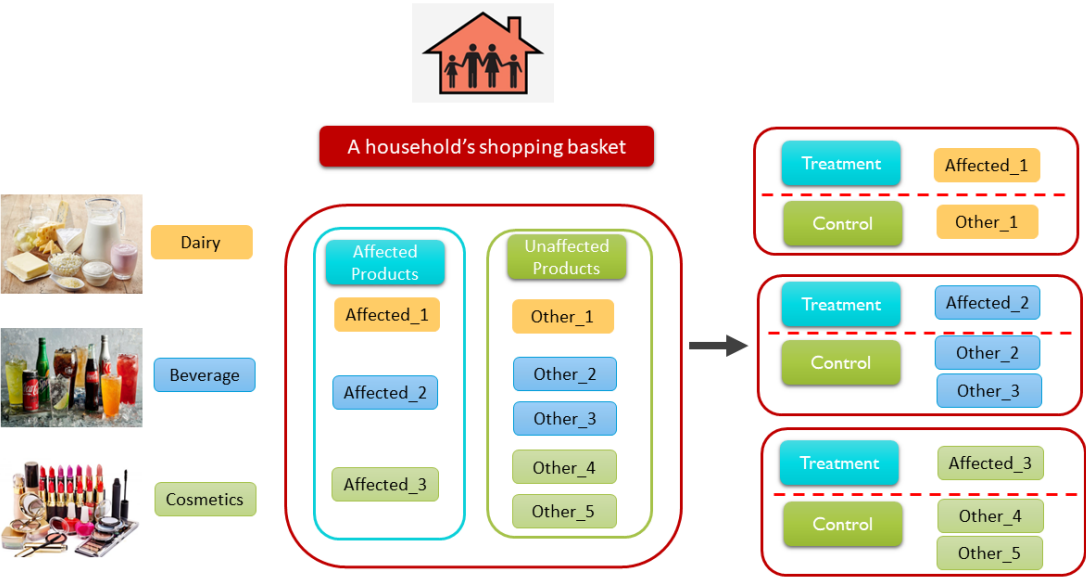 A household's shopping basket
Dairy
Beverage
Cosmetics
Affected
Products
Affected_1
Affected_2
Affected_3
Unaffected
Products
Other_1
Other_2
Other_3
Other_4
Other_5
Treatment
Affected_1
Control
Other_1
Treatment
Affected_2
Control
Other_2
Other_3
Treatment
Affected_3
Control
Other_4
Other_5